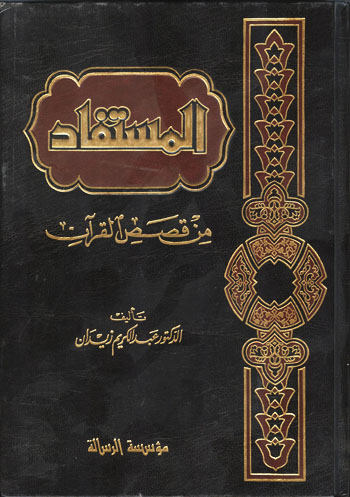 المستفاد
من قصص القرآن
تأليف
الدكتور عبد الكريم زيدان
مؤسسة الرسالة